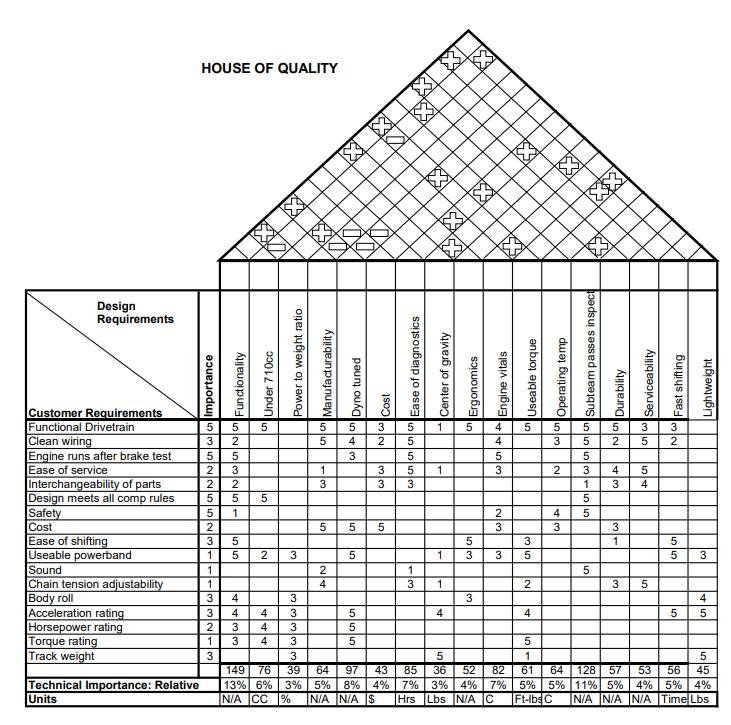 HOUSE OF QUALITY
Design
Requirements
Customer Requirements
Importance
Functionality
Under 710cc
Power to weight ratio
Manufacturability
Dyno tuned
Cost
Ease of diagnostics
Center of gravity
Ergonomics
Engine vitals
Useable torque
Operating temp
Subteam passes inspect
Durability
Serviceability
Fast shifting
Lightweight
Functional Drivetrain 5 5 5 5 5 3 5 1 5 4 5 5 5 5 3 3
Clean wiring 3 2 5 4 2 5 4 3 5 2 5 2
Engine runs after brake test 5 5 3 5 5 5
Ease of service 2 3 1 3 5 1 3 2 3 4 5
Interchangeability of parts 2 2 3 3 3 1 3 4
Design meets all comp rules 5 5 5 5
Safety 5 1 2 4 5
Cost 2 5 5 5 3 3 3
Ease of shifting 3 5 5 3 1 5
Useable powerband 1 5 2 3 5 1 3 3 5 5 3
Sound 1 2 1 5
Chain tension adjustability 1 4 3 1 2 3 5
Body roll 3 4 3 3 4
Acceleration rating 3 4 4 3 5 4 4 5 5
Horsepower rating 2 3 4 3 5
Torque rating 1 3 4 3 5 5
Track weight 3 3 5 1 5
149 76 39 64 97 43 85 36 52 82 61 64 128 57 53 56 45
Technical Importance: Relative 13% 6% 3% 5% 8% 4% 7% 3% 4% 7% 5% 5% 11% 5% 4% 5% 4%
Units N/A CC % N/A N/A $ Hrs Lbs N/A C Ft-lbs C N/A N/A N/A Time Lbs